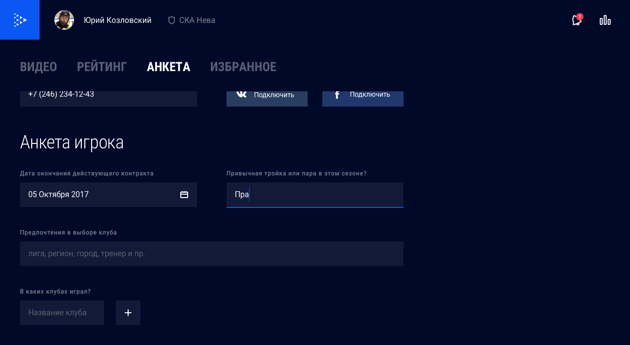 Юрий Козловский
СКА Нева
ВИДЕО РЕЙТИНГ АНКЕТА ИЗБРАННОЕ
+7 (246) 234-12-43
Подключить
Подключить
Анкета игрока
Дата окончания действующего контракта
Привычная тройка или пара в этом сезоне?
05 Октября 2017
Пра
Предпочтения в выборе клуба
лига, регион, город, тренер и пр.
В каких клубах играл?
Название клуба